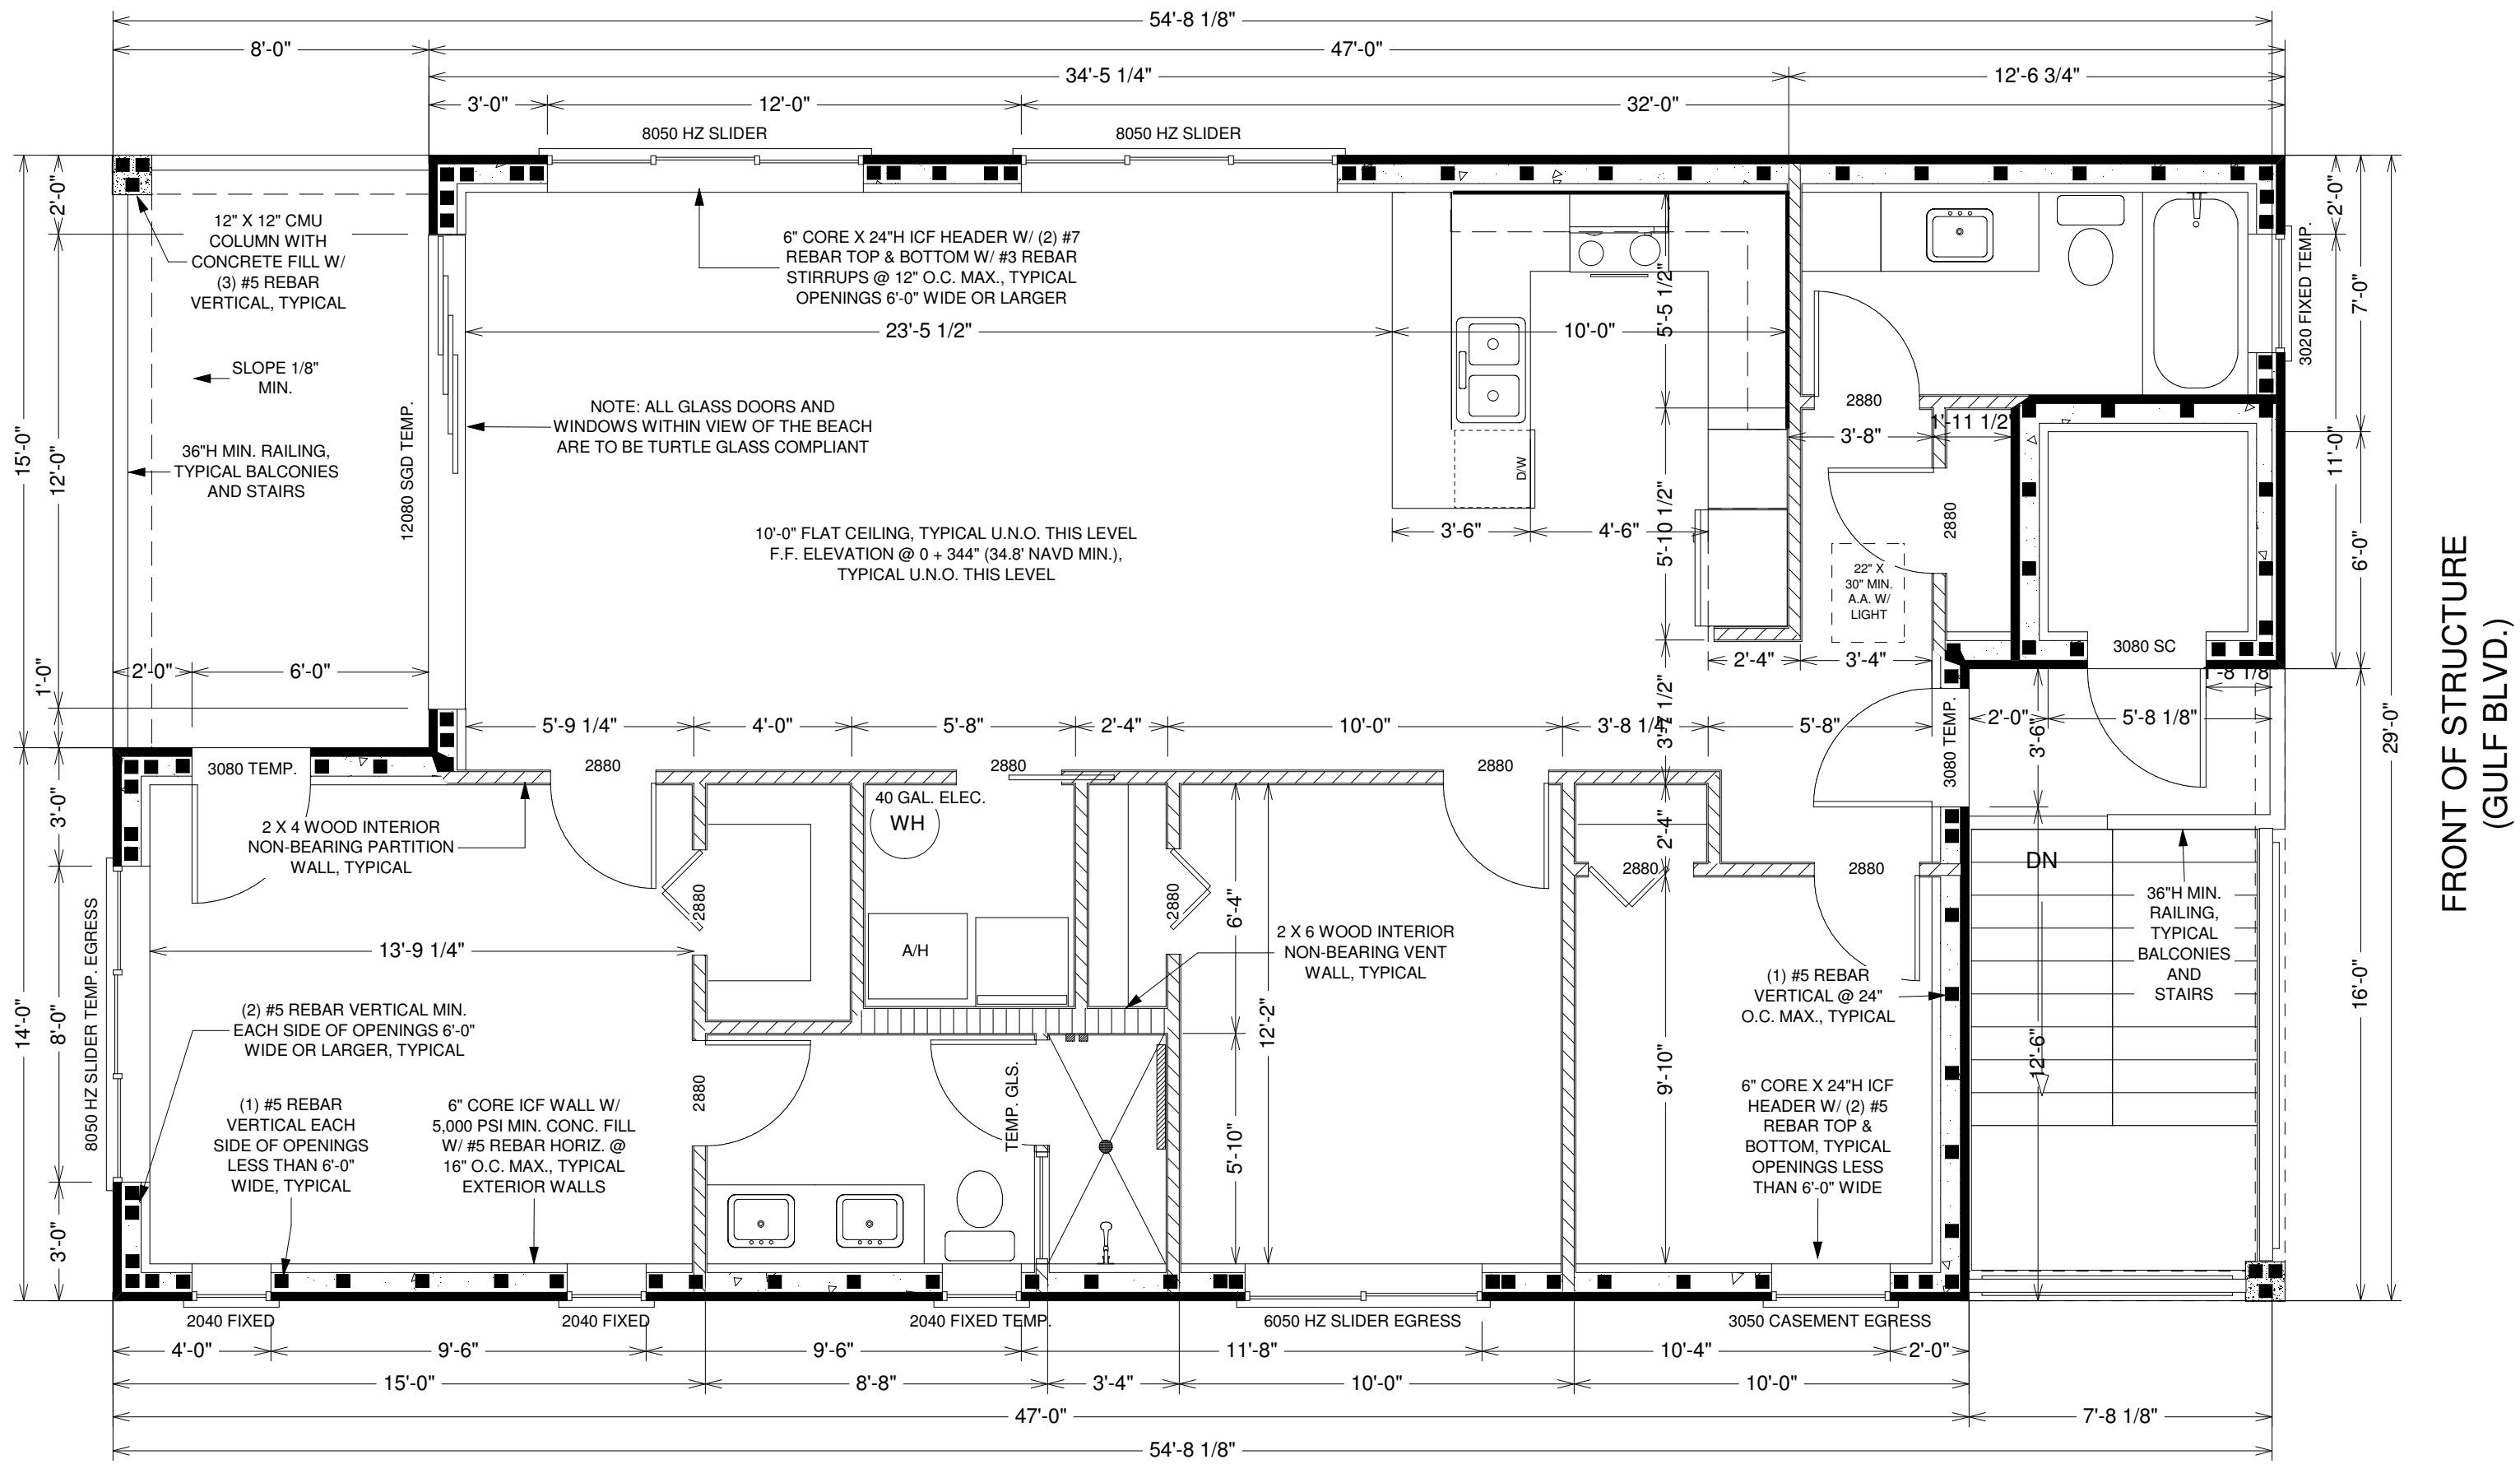 54'-8 1/8"
8'-0"
47'-0"
34'-5 1/4"
12'-6 3/4"
3'-0"
12'-0"
32'-0"
8050 HZ SLIDER
8050 HZ SLIDER
2'-0"
12'-0"
15'-0"
1'-0"
12" X 12" CMU
COLUMN WITH
CONCRETE FILL W/
(3) #5 REBAR
VERTICAL, TYPICAL
SLOPE 1/8"
MIN.
36"H MIN. RAILING,
TYPICAL BALCONIES
AND STAIRS
12080 SGD TEMP.
2'-0"
6'-0"
6" CORE X 24"H ICF HEADER W/ (2) #7
REBAR TOP & BOTTOM W/ #3 REBAR
STIRRUPS @ 12" O.C. MAX., TYPICAL
OPENINGS 6'-0" WIDE OR LARGER
23'-5 1/2"
10'-0"
NOTE: ALL GLASS DOORS AND
WINDOWS WITHIN VIEW OF THE BEACH
ARE TO BE TURTLE GLASS COMPLIANT
10'-0" FLAT CEILING, TYPICAL U.N.O. THIS LEVEL
F.F. ELEVATION @ 0 + 344" (34.8' NAVD MIN.),
TYPICAL U.N.O. THIS LEVEL
D/W
3'-6"
4'-6"
5'-5 1/2"
5'-10 1/2"
3'-7 1/2"
2880
3'-8"
1'-11 1/2"
2880
22" X
30" MIN.
A.A. W/
LIGHT
2'-4"
3'-4"
3080 SC
1'-8 1/8"
3020 FIXED TEMP.
2'-0"
11'-0"
7'-0"
6'-0"
29'-0"
16'-0"
FRONT OF STRUCTURE
(GULF BLVD.)
5'-9 1/4"
4'-0"
5'-8"
2'-4"
10'-0"
3'-8 1/4"
5'-8"
3080 TEMP.
2'-0"
5'-8 1/8"
3'-6"
3080 TEMP.
2880
2880
2880
40 GAL. ELEC.
WH
2 X 4 WOOD INTERIOR
NON-BEARING PARTITION
WALL, TYPICAL
2880
2880
2'-4"
2880
2880
DN
36"H MIN.
RAILING,
TYPICAL
BALCONIES
AND
STAIRS
12'-6"
3'-0"
8'-0"
14'-0"
3'-0"
8050 HZ SLIDER TEMP. EGRESS
13'-9 1/4"
A/H
6'-4"
12'-2"
5'-10"
2 X 6 WOOD INTERIOR
NON-BEARING VENT
WALL, TYPICAL
(1) #5 REBAR
VERTICAL @ 24"
O.C. MAX., TYPICAL
9'-10"
(2) #5 REBAR VERTICAL MIN.
EACH SIDE OF OPENINGS 6'-0"
WIDE OR LARGER, TYPICAL
(1) #5 REBAR
VERTICAL EACH
SIDE OF OPENINGS
LESS THAN 6'-0"
WIDE, TYPICAL
6" CORE ICF WALL W/
5,000 PSI MIN. CONC. FILL
W/ #5 REBAR HORIZ. @
16" O.C. MAX., TYPICAL
EXTERIOR WALLS
2880
TEMP. GLS.
6" CORE X 24"H ICF
HEADER W/ (2) #5
REBAR TOP &
BOTTOM, TYPICAL
OPENINGS LESS
THAN 6'-0" WIDE
2040 FIXED
2040 FIXED
2040 FIXED TEMP.
6050 HZ SLIDER EGRESS
3050 CASEMENT EGRESS
4'-0"
9'-6"
9'-6"
11'-8"
10'-4"
2'-0"
15'-0"
8'-8"
3'-4"
10'-0"
10'-0"
47'-0"
7'-8 1/8"
54'-8 1/8"